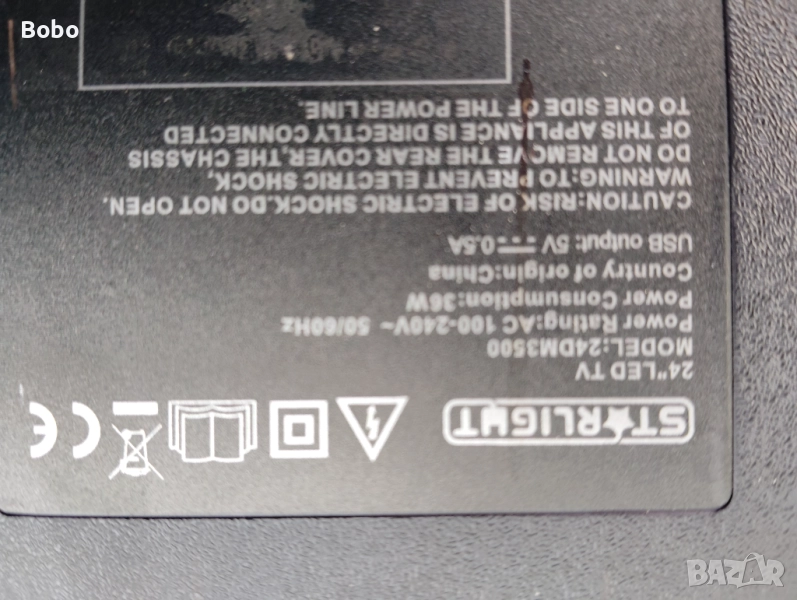 Bobo
STARLIGHT
24"LED TV
MODEL:24DM3500
Power Rating:AC 100-240V~ 50/60Hz
Power Consumption:36W
Country of origin:China
USB output: 5V ⎓ 0.5A
CAUTION:RISK OF ELECTRIC SHOCK.DO NOT OPEN.
WARNING:TO PREVENT ELECTRIC SHOCK,
DO NOT REMOVE THE REAR COVER,THE CHASSIS
OF THIS APPLIANCE IS DIRECTLY CONNECTED
TO ONE SIDE OF THE POWER LINE.
BAZAR